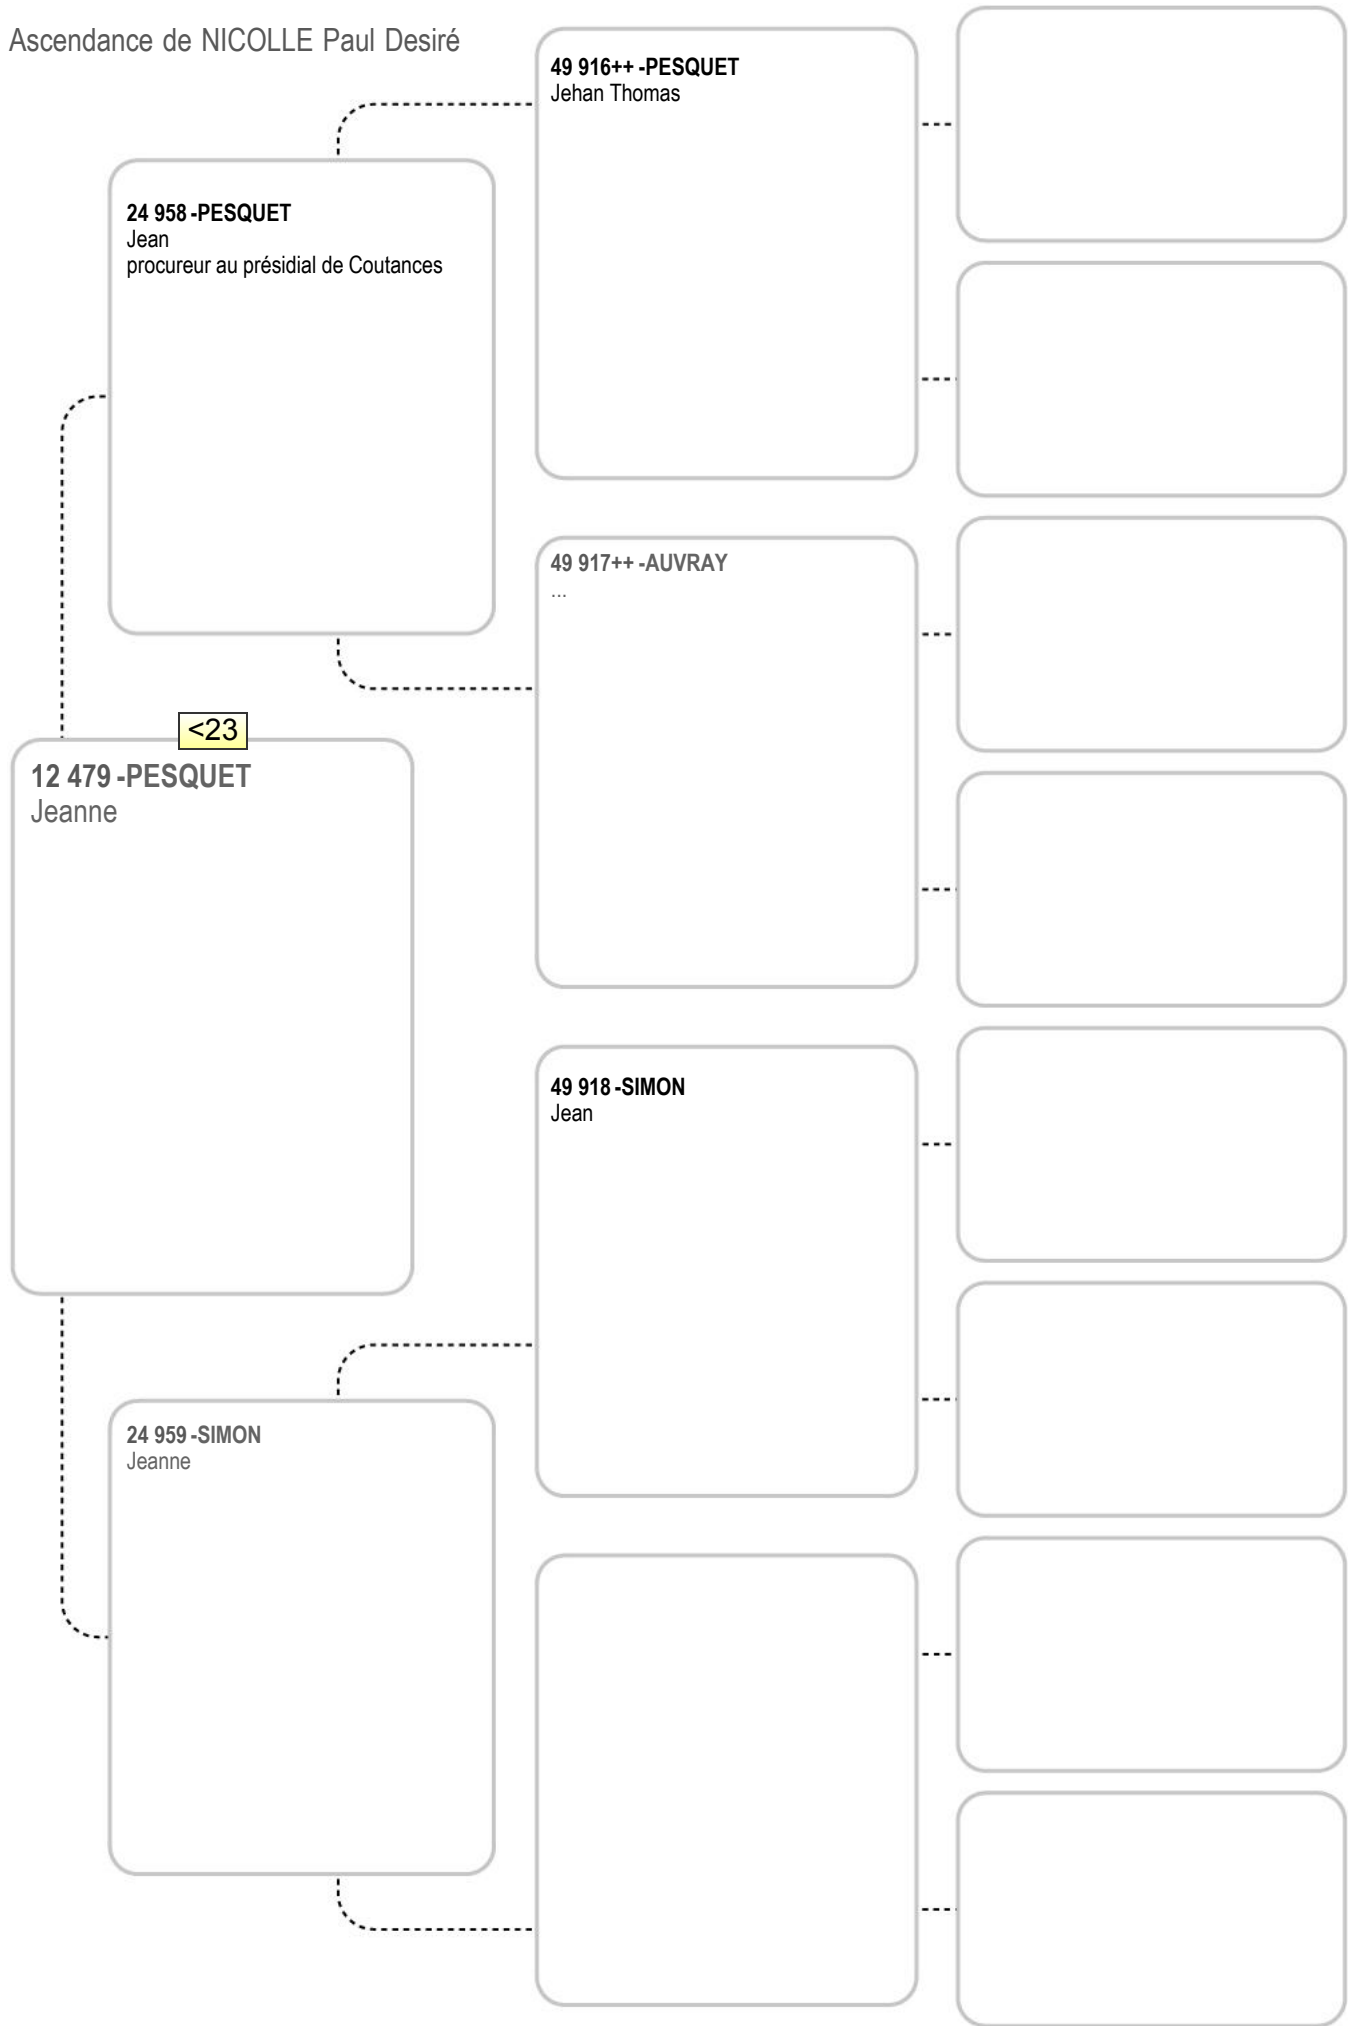 Ascendance de NICOLLE Paul Desiré
49 916++ -PESQUET
Jehan Thomas
24 958 -PESQUET
Jean
procureur au présidial de Coutances
49 917++ -AUVRAY
...
<23
12 479 -PESQUET
Jeanne
49 918 -SIMON
Jean
24 959 -SIMON
Jeanne